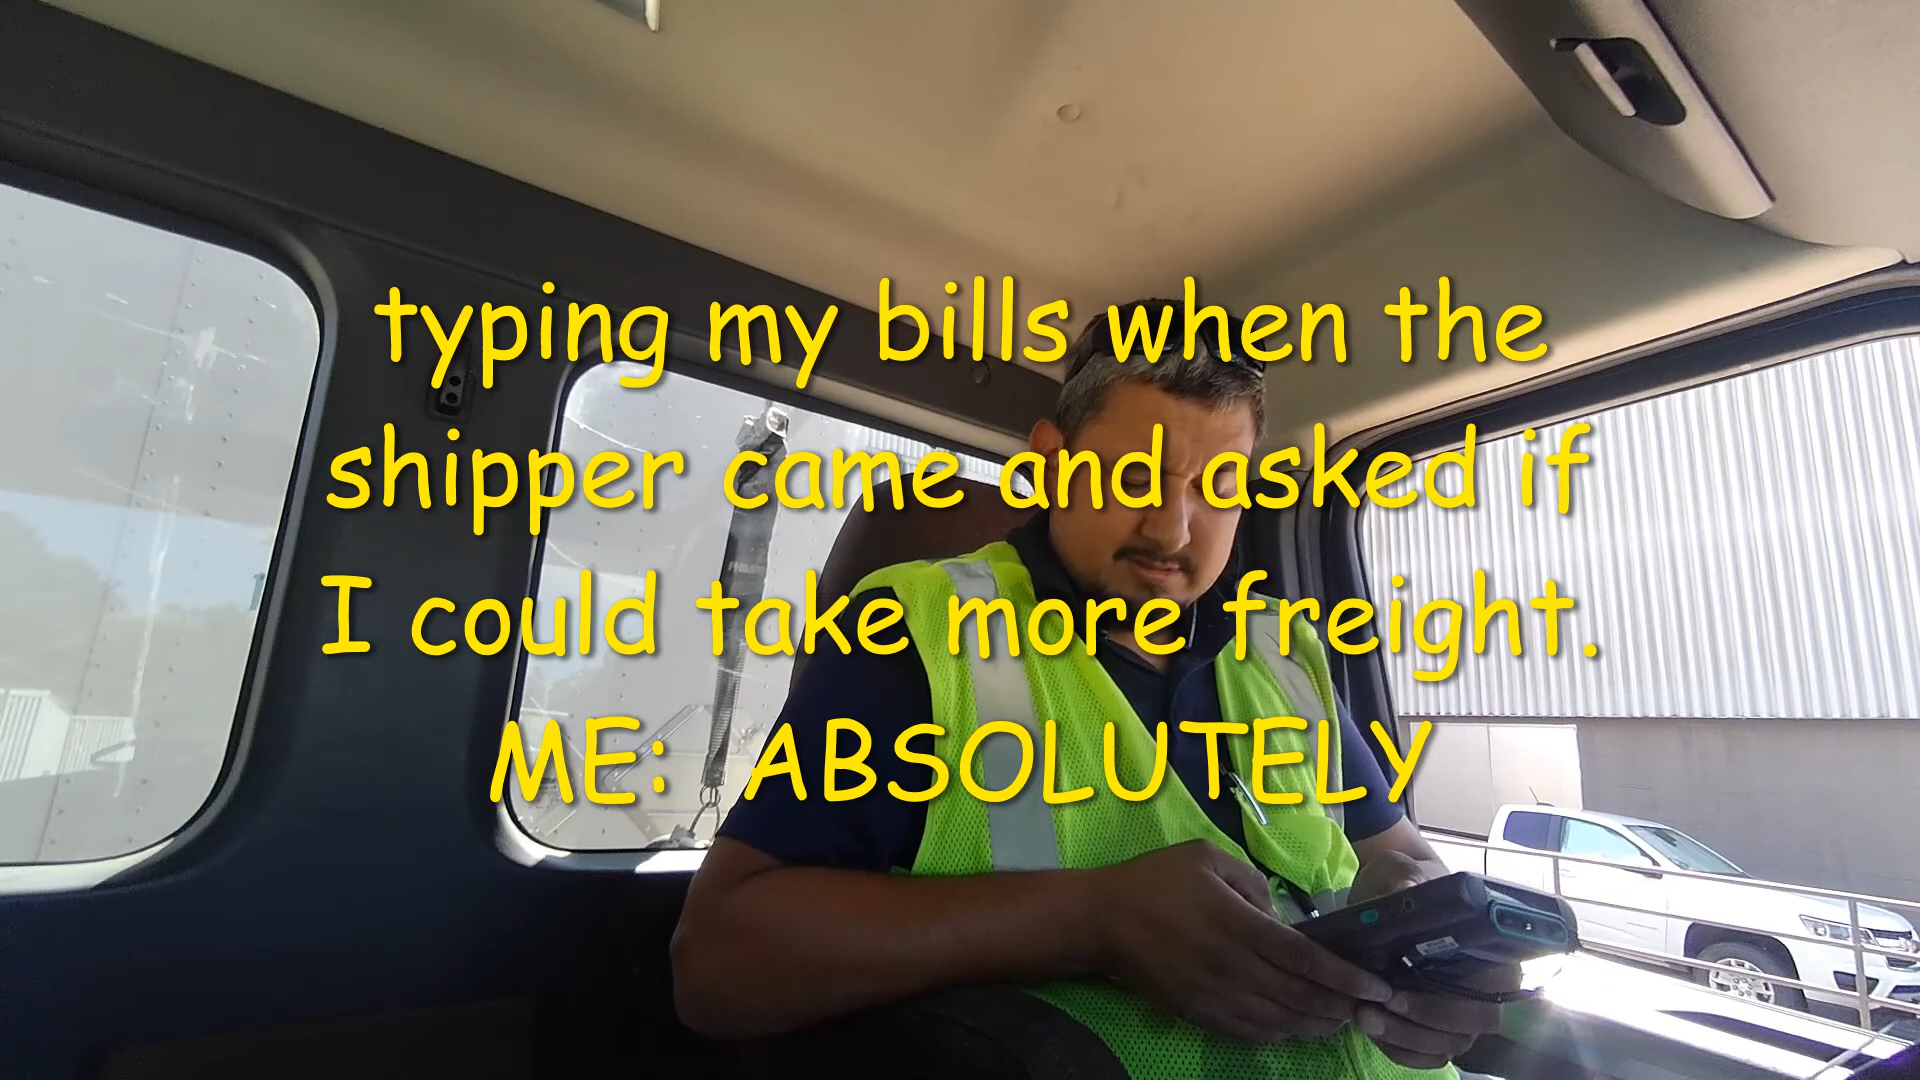 typing my bills when the
shipper came and asked if
I could take more freight.
ME: ABSOLUTELY